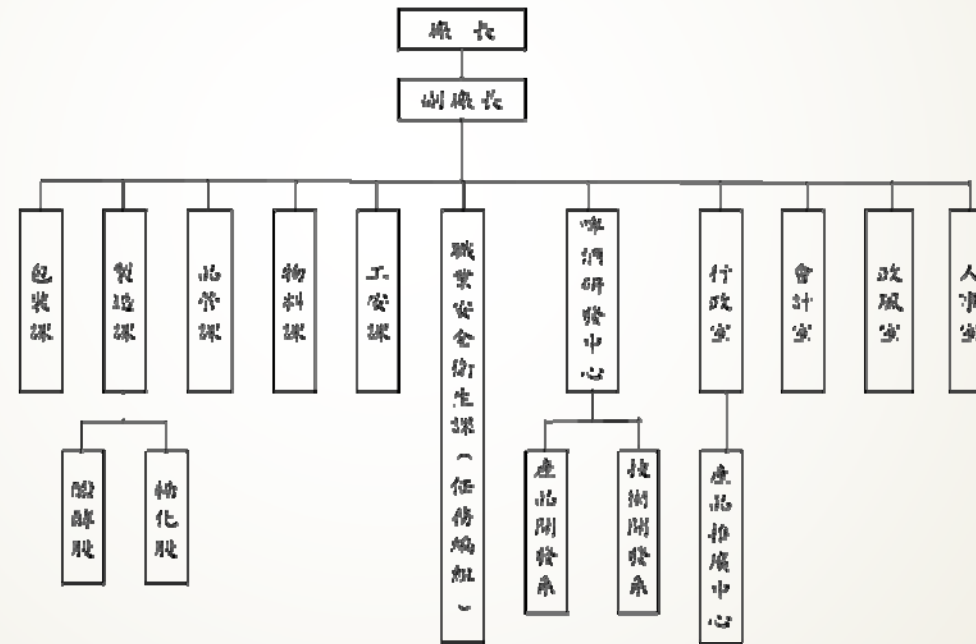 廠長
副廠長
包裝課
製造課
品管課
物料課
工安課
職業安全衛生課（任務編組）
啤酒研發中心
行政室
會計室
政風室
人事室
醱酵股
糖化股
產品開發系
技術開發系
產品推廣中心